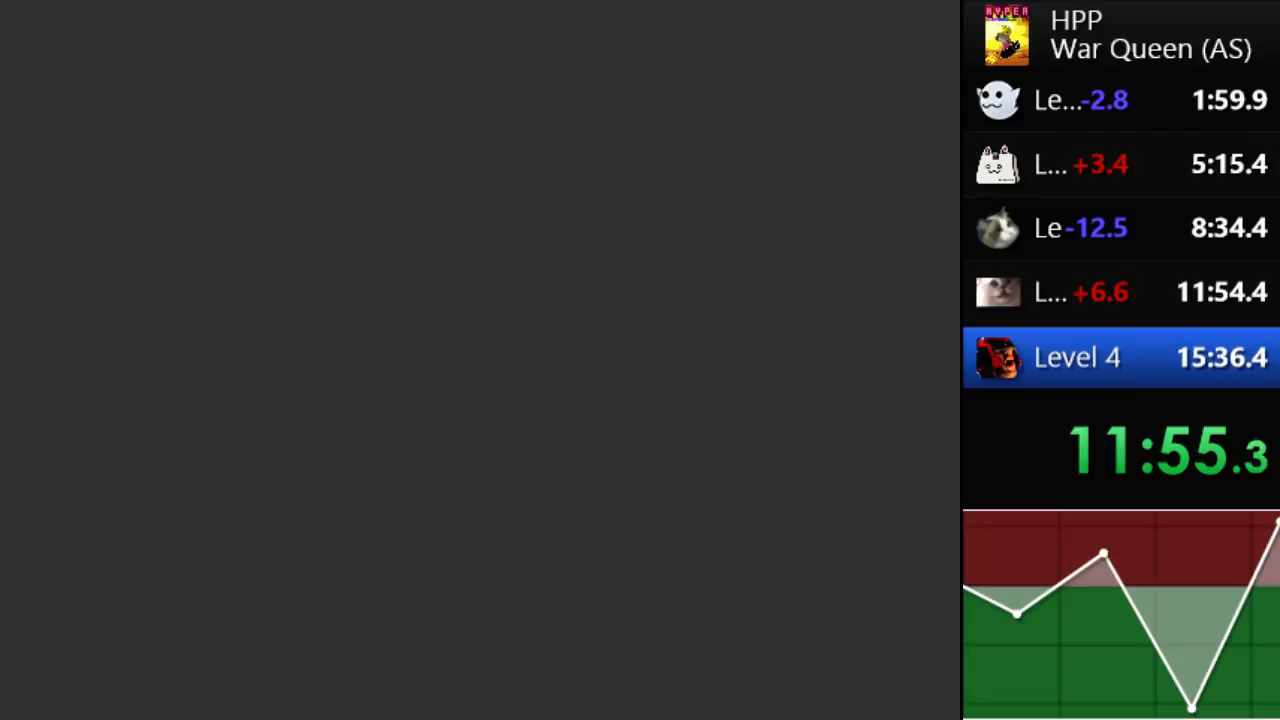 HYPER
HPP
War Queen (AS)
Le... -2.8 1:59.9
L... +3.4 5:15.4
Le -12.5 8:34.4
L... +6.6 11:54.4
Level 4 15:36.4
11:55.3